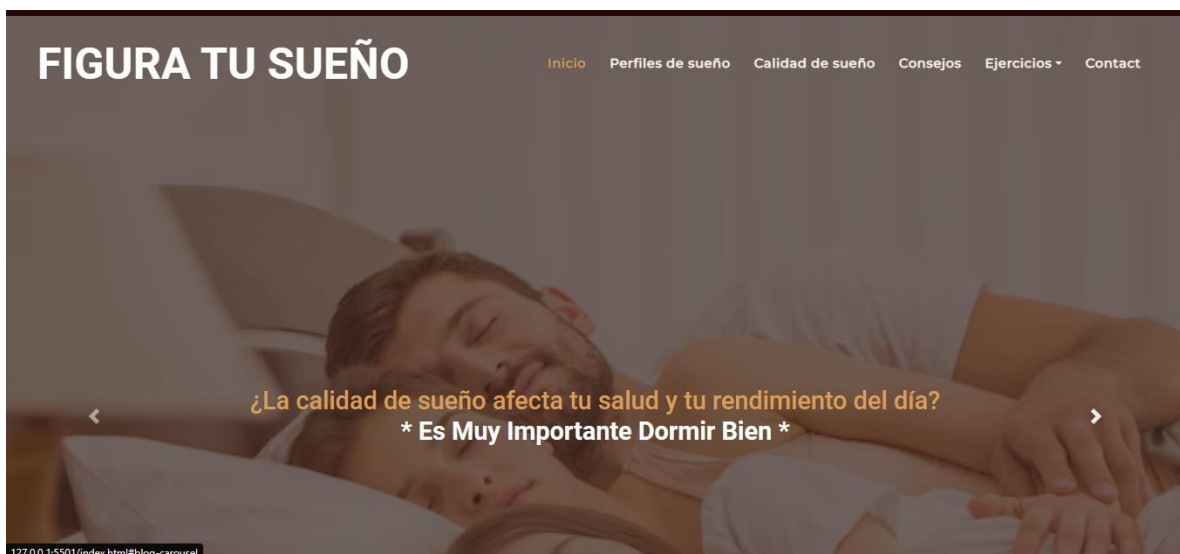 FIGURA TU SUEÑO
Inicio Perfiles de sueño Calidad de sueño Consejos Ejercicios Contact
¿La calidad de sueño afecta tu salud y tu rendimiento del día?
* Es Muy Importante Dormir Bien *
127.0.0.1:5501/index.html#blog-carousel